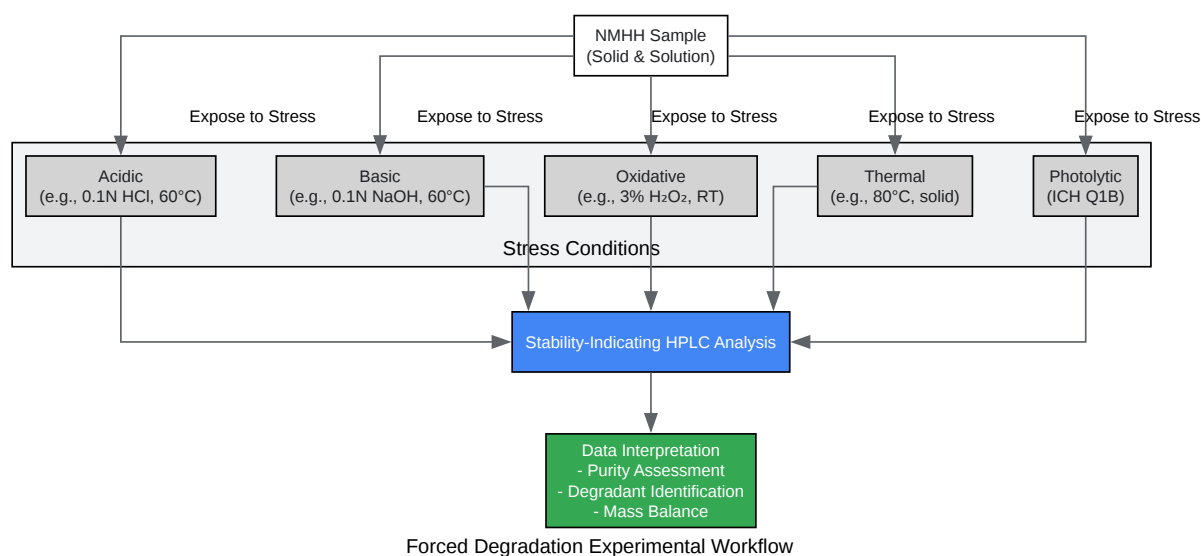 NMHH Sample
(Solid & Solution)
Expose to Stress
Expose to Stress
Expose to Stress
Expose to Stress
Expose to Stress
Acidic
(e.g., 0.1N HCl, 60°C)
Basic
(e.g., 0.1N NaOH, 60°C)
Oxidative
(e.g., 3% H₂O₂, RT)
Thermal
(e.g., 80°C, solid)
Photolytic
(ICH Q1B)
Stress Conditions
Stability-Indicating HPLC Analysis
Data Interpretation
- Purity Assessment
- Degradant Identification
- Mass Balance
Forced Degradation Experimental Workflow